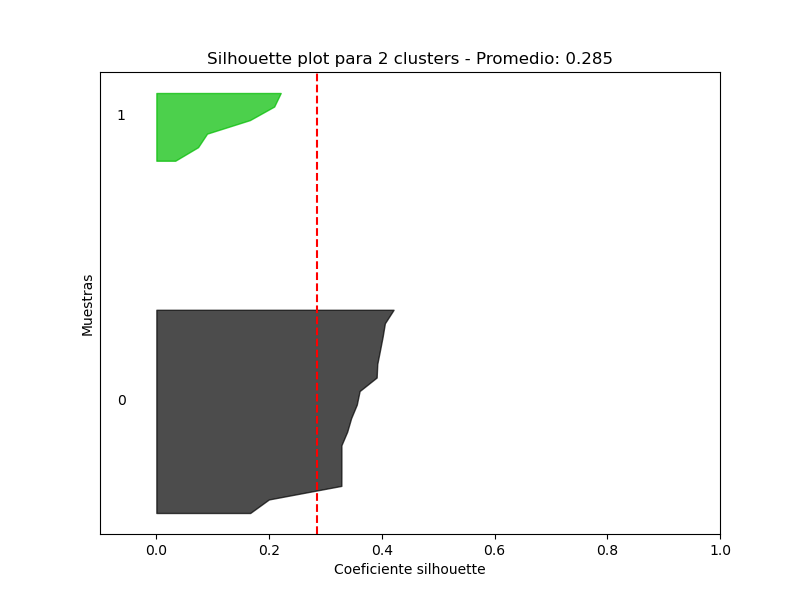 Silhouette plot para 2 clusters - Promedio: 0.285
1
Muestras
0
0.0 0.2 0.4 0.6 0.8 1.0
Coeficiente silhouette